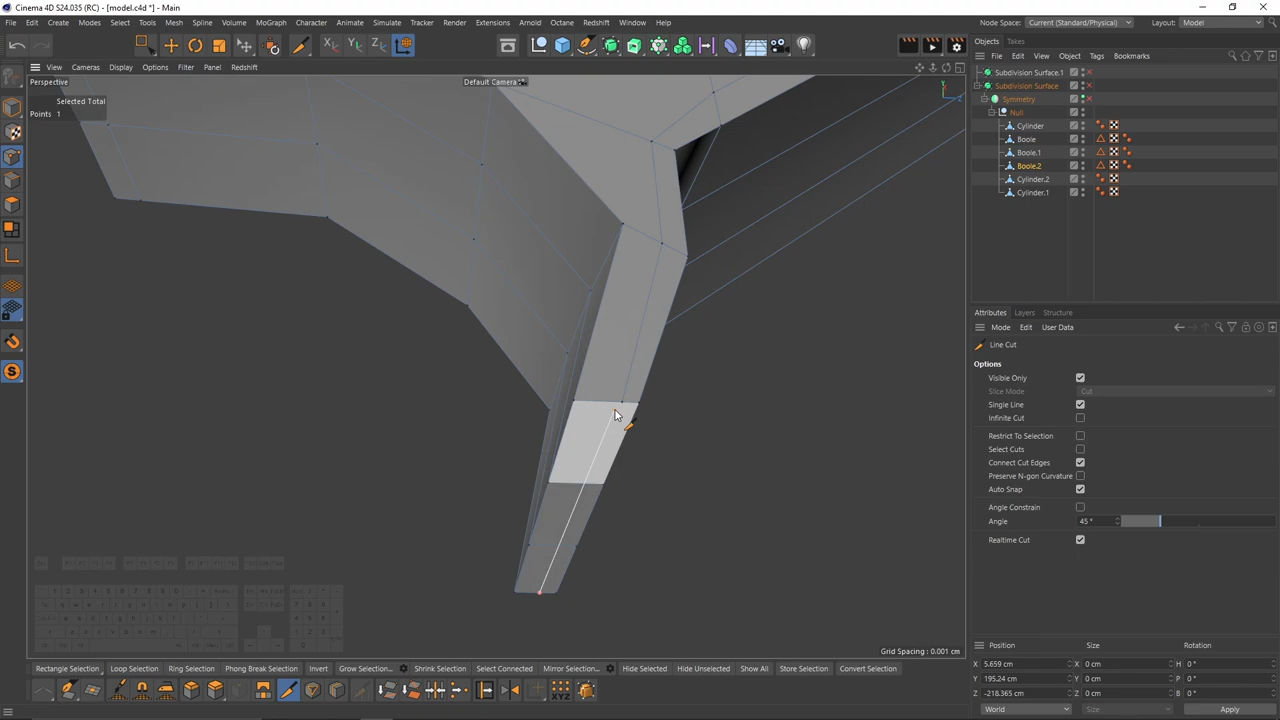 Cinema 4D S24.035 (RC) - [model.c4d *] - Main
File Edit Create Modes Select Tools Mesh Spline Volume MoGraph Character Animate Simulate Tracker Render Extensions Arnold Octane Redshift Window Help
Node Space: Current (Standard/Physical) Layout: Model
Objects Takes
File Edit View Object Tags Bookmarks
View Cameras Display Options Filter Panel Redshift
Perspective Default Camera
Selected Total
Points 1
Subdivision Surface.1
Subdivision Surface
Symmetry
Null
Cylinder
Boole
Boole.1
Boole.2
Cylinder.2
Cylinder.1
Attributes Layers Structure
Mode Edit User Data
Line Cut
Options
Visible Only
Slice Mode Cut
Single Line
Infinite Cut
Restrict To Selection
Select Cuts
Connect Cut Edges
Preserve N-gon Curvature
Auto Snap
Angle Constrain
Angle 45 °
Realtime Cut
Grid Spacing : 0.001 cm
Position Size Rotation
X 5.659 cm X 0 cm H 0 °
Y 195.24 cm Y 0 cm P 0 °
Z -218.365 cm Z 0 cm B 0 °
World Size Apply
Rectangle Selection Loop Selection Ring Selection Phong Break Selection Invert Grow Selection... Shrink Selection Select Connected Mirror Selection... Hide Selected Hide Unselected Show All Store Selection Convert Selection